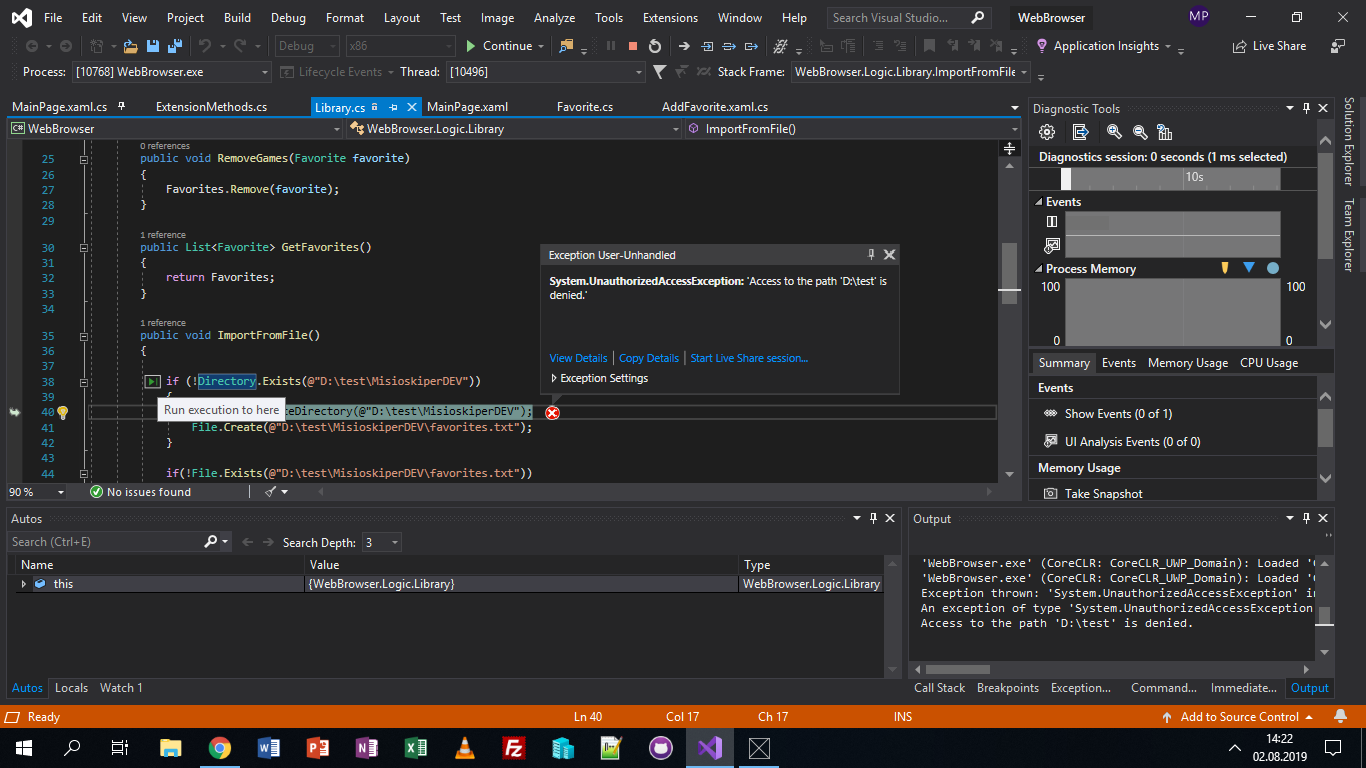 File Edit View Project Build Debug Format Layout Test Image Analyze Tools Extensions Window Help Search Visual Studio... WebBrowser MP
Debug x86 Continue Application Insights Live Share
Process: [10768] WebBrowser.exe Lifecycle Events Thread: [10496] Stack Frame: WebBrowser.Logic.Library.ImportFromFile
MainPage.xaml.cs ExtensionMethods.cs Library.cs MainPage.xaml Favorite.cs AddFavorite.xaml.cs
C# WebBrowser WebBrowser.Logic.Library ImportFromFile()
0 references
25 public void RemoveGames(Favorite favorite)
26 {
27 Favorites.Remove(favorite);
28 }
29
1 reference
30 public List<Favorite> GetFavorites()
31 {
32 return Favorites;
33 }
34
1 reference
35 public void ImportFromFile()
36 {
37
38 if (!Directory.Exists(@"D:\test\MisioskiperDEV"))
39 {
40 teDirectory(@"D:\test\MisioskiperDEV");
Run execution to here
41 File.Create(@"D:\test\MisioskiperDEV\favorites.txt");
42 }
43
44 if(!File.Exists(@"D:\test\MisioskiperDEV\favorites.txt"))
90 % No issues found
Exception User-Unhandled
System.UnauthorizedAccessException: 'Access to the path 'D:\test' is
denied.'
View Details | Copy Details | Start Live Share session...
Exception Settings
Diagnostic Tools
Diagnostics session: 0 seconds (1 ms selected)
10s
Events
Process Memory
100 100
0 0
Summary Events Memory Usage CPU Usage
Events
Show Events (0 of 1)
UI Analysis Events (0 of 0)
Memory Usage
Take Snapshot
Solution Explorer
Team Explorer
Autos
Search (Ctrl+E) Search Depth: 3
Name Value Type
this {WebBrowser.Logic.Library} WebBrowser.Logic.Library
Autos Locals Watch 1
Output
'WebBrowser.exe' (CoreCLR: CoreCLR_UWP_Domain): Loaded
'WebBrowser.exe' (CoreCLR: CoreCLR_UWP_Domain): Loaded
Exception thrown: 'System.UnauthorizedAccessException' in
An exception of type 'System.UnauthorizedAccessException
Access to the path 'D:\test' is denied.
Call Stack Breakpoints Exception... Command... Immediate... Output
Ready Ln 40 Col 17 Ch 17 INS Add to Source Control
14:22
02.08.2019